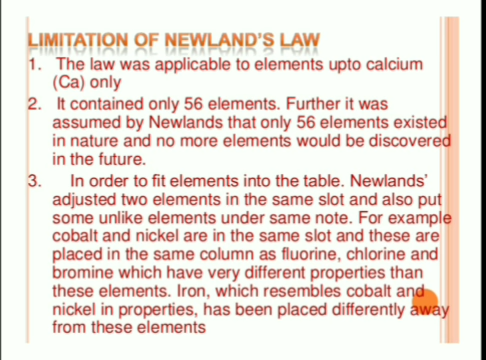 LIMITATION OF NEWLAND'S LAW
1. The law was applicable to elements upto calcium
(Ca) only
2. It contained only 56 elements. Further it was
assumed by Newlands that only 56 elements existed
in nature and no more elements would be discovered
in the future.
3. In order to fit elements into the table. Newlands'
adjusted two elements in the same slot and also put
some unlike elements under same note. For example
cobalt and nickel are in the same slot and these are
placed in the same column as fluorine, chlorine and
bromine which have very different properties than
these elements. Iron, which resembles cobalt and
nickel in properties, has been placed differently away
from these elements